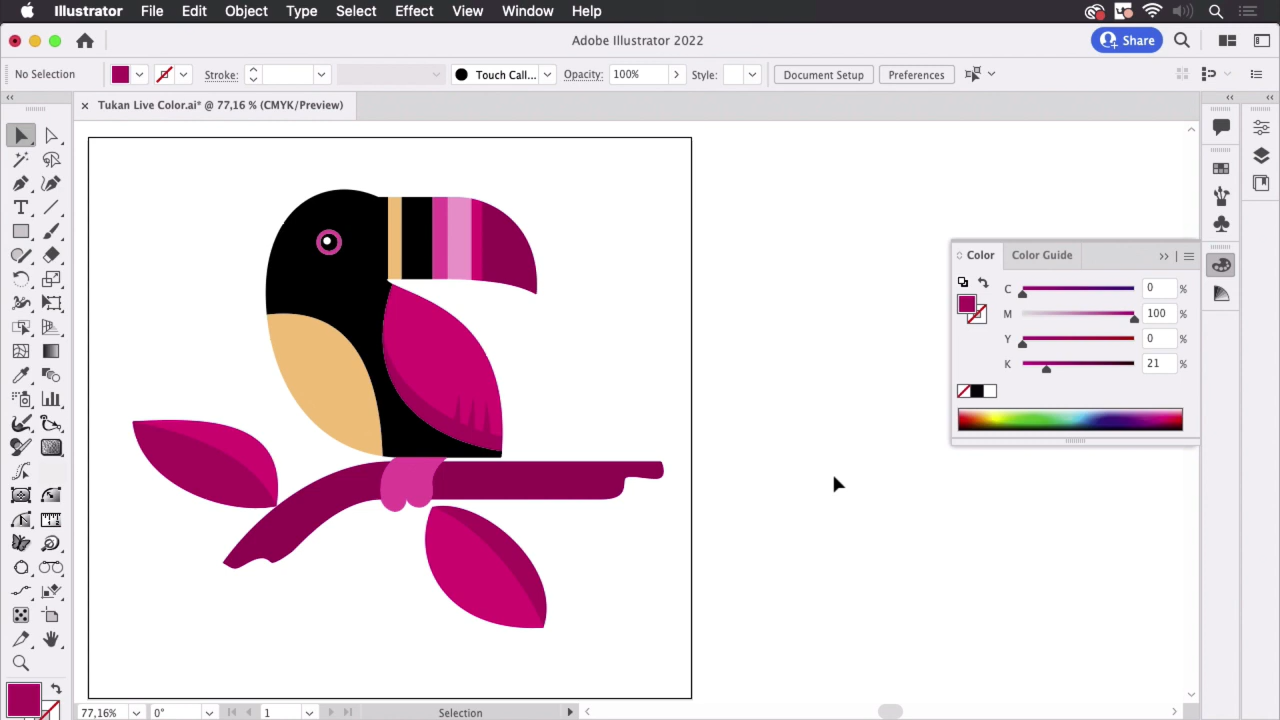 Illustrator File Edit Object Type Select Effect View Window Help
Adobe Illustrator 2022
Share
No Selection
Stroke:
Touch Call...
Opacity:
100%
Style:
Document Setup
Preferences
Tukan Live Color.ai* @ 77,16 % (CMYK/Preview)
Color
Color Guide
C 0 %
M 100 %
Y 0 %
K 21 %
77,16%
0°
1
Selection